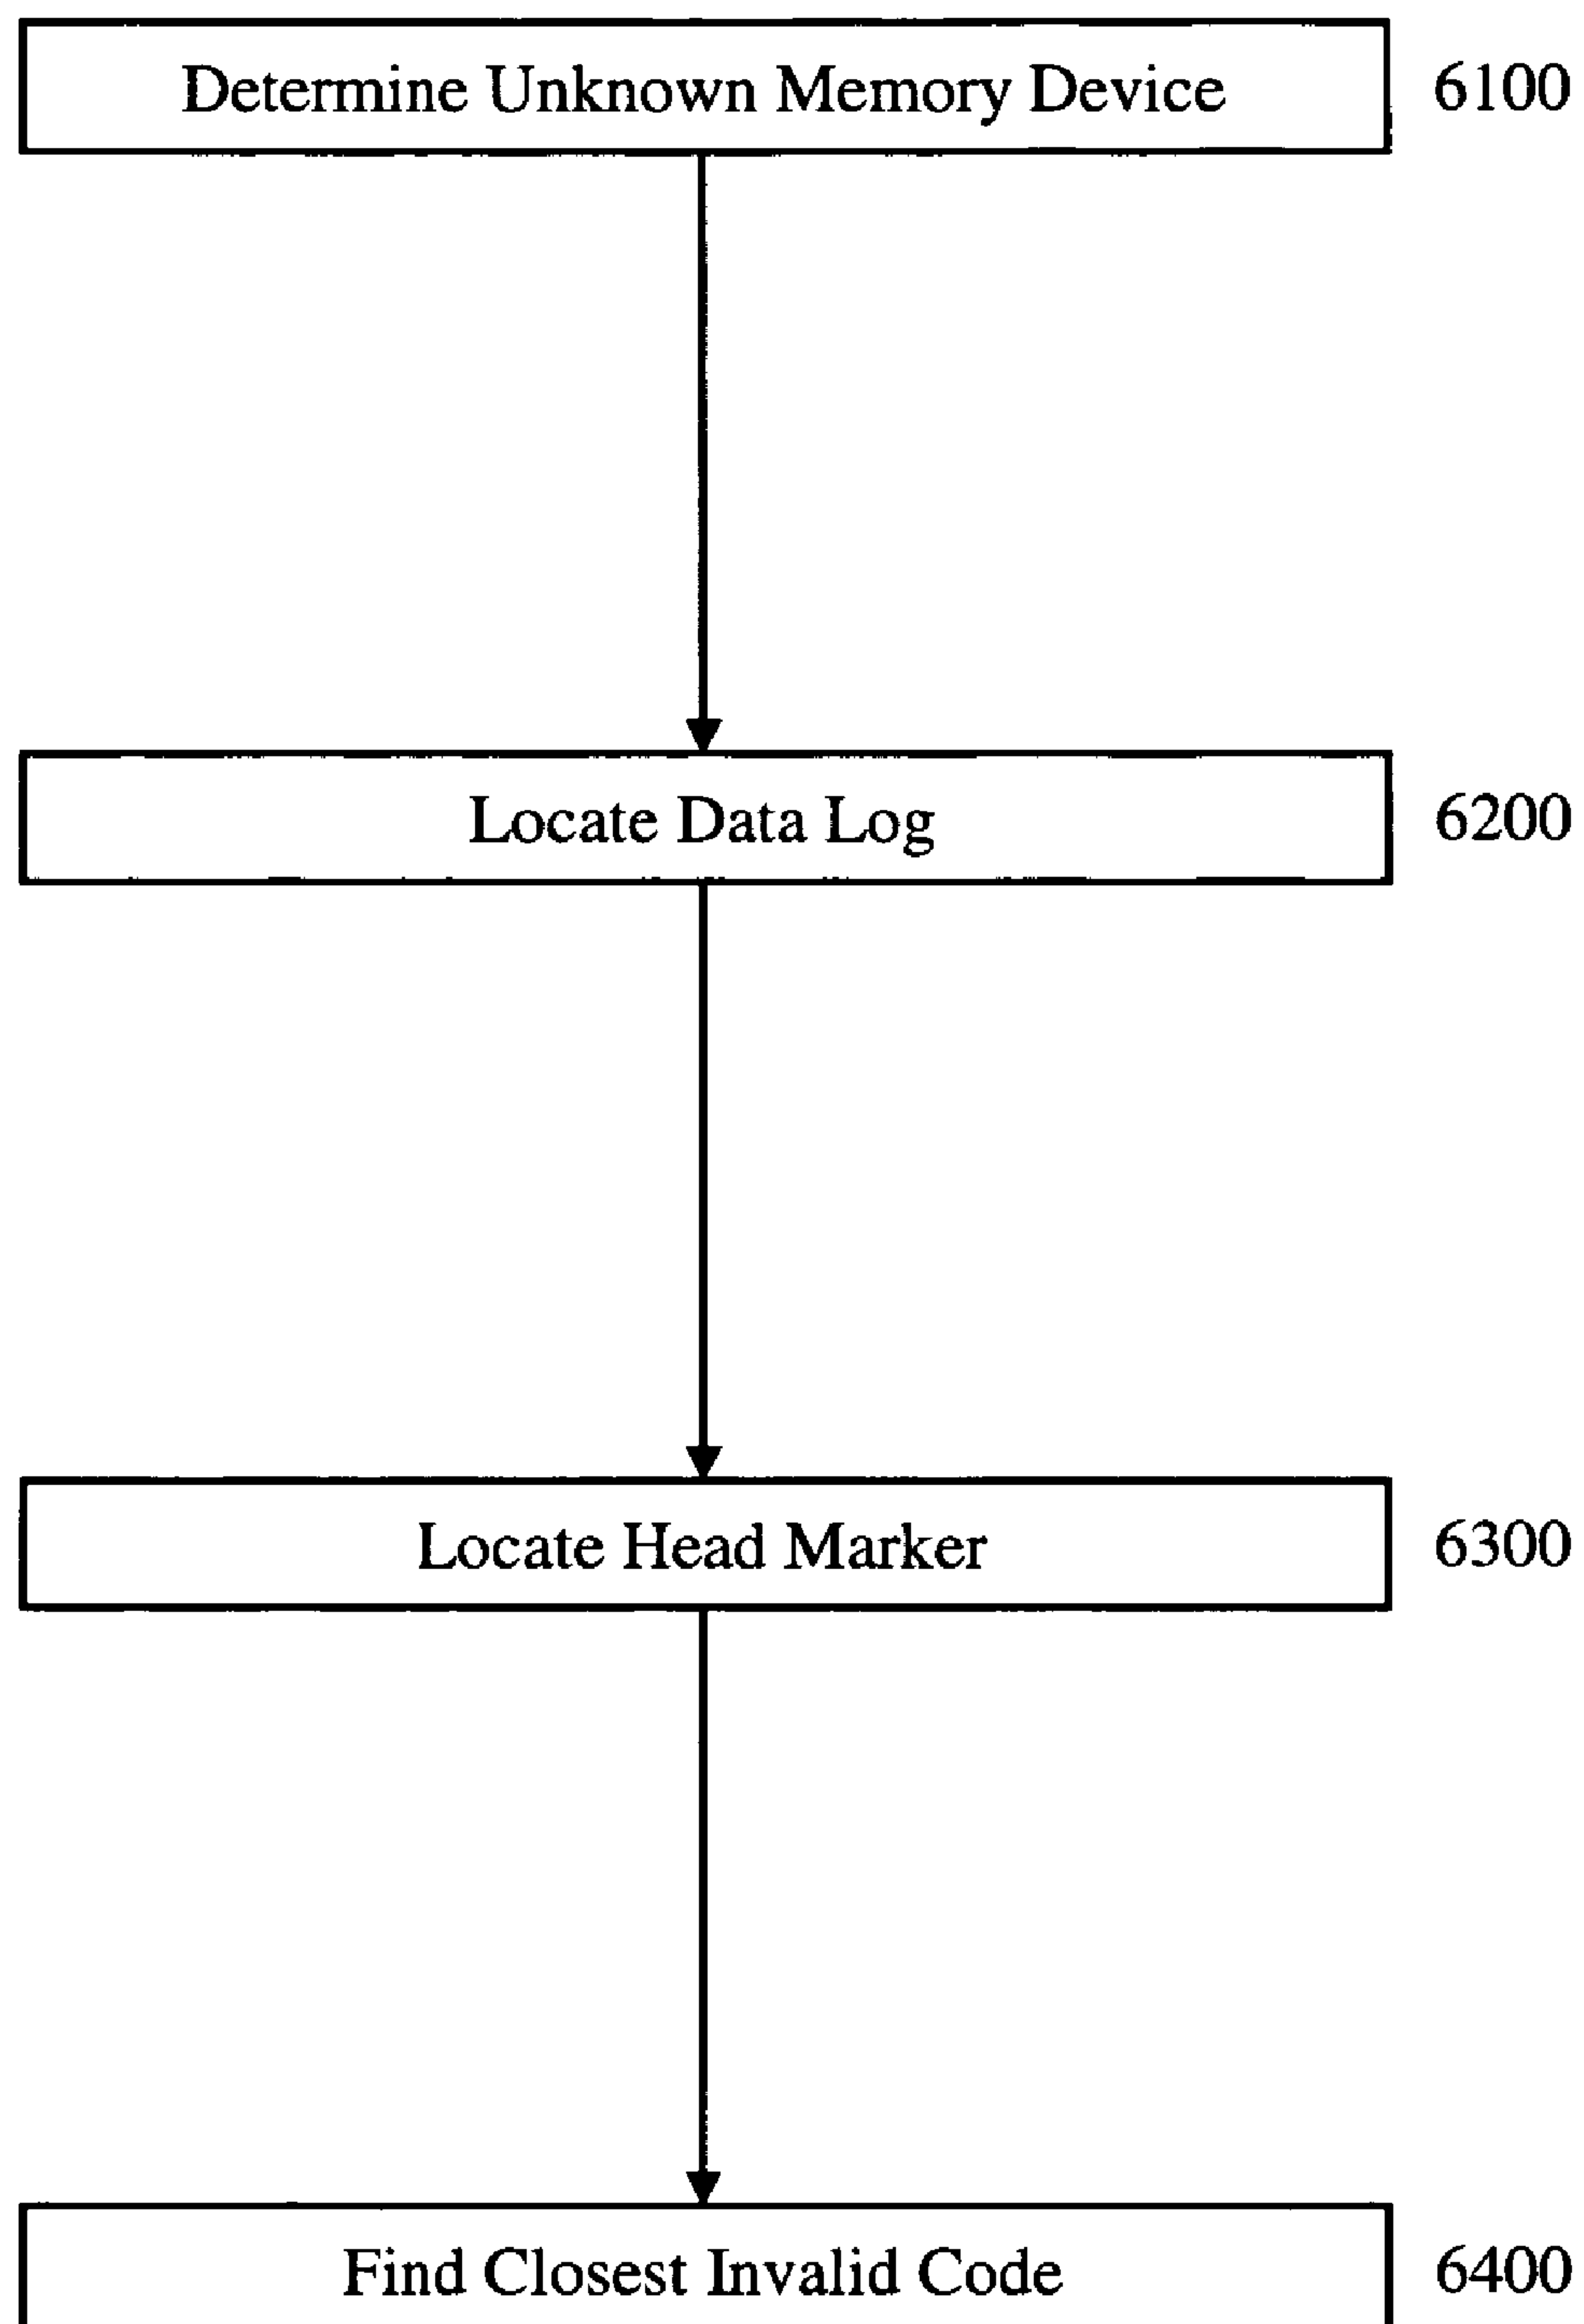 Determine Unknown Memory Device 6100
Locate Data Log 6200
Locate Head Marker 6300
Find Closest Invalid Code 6400